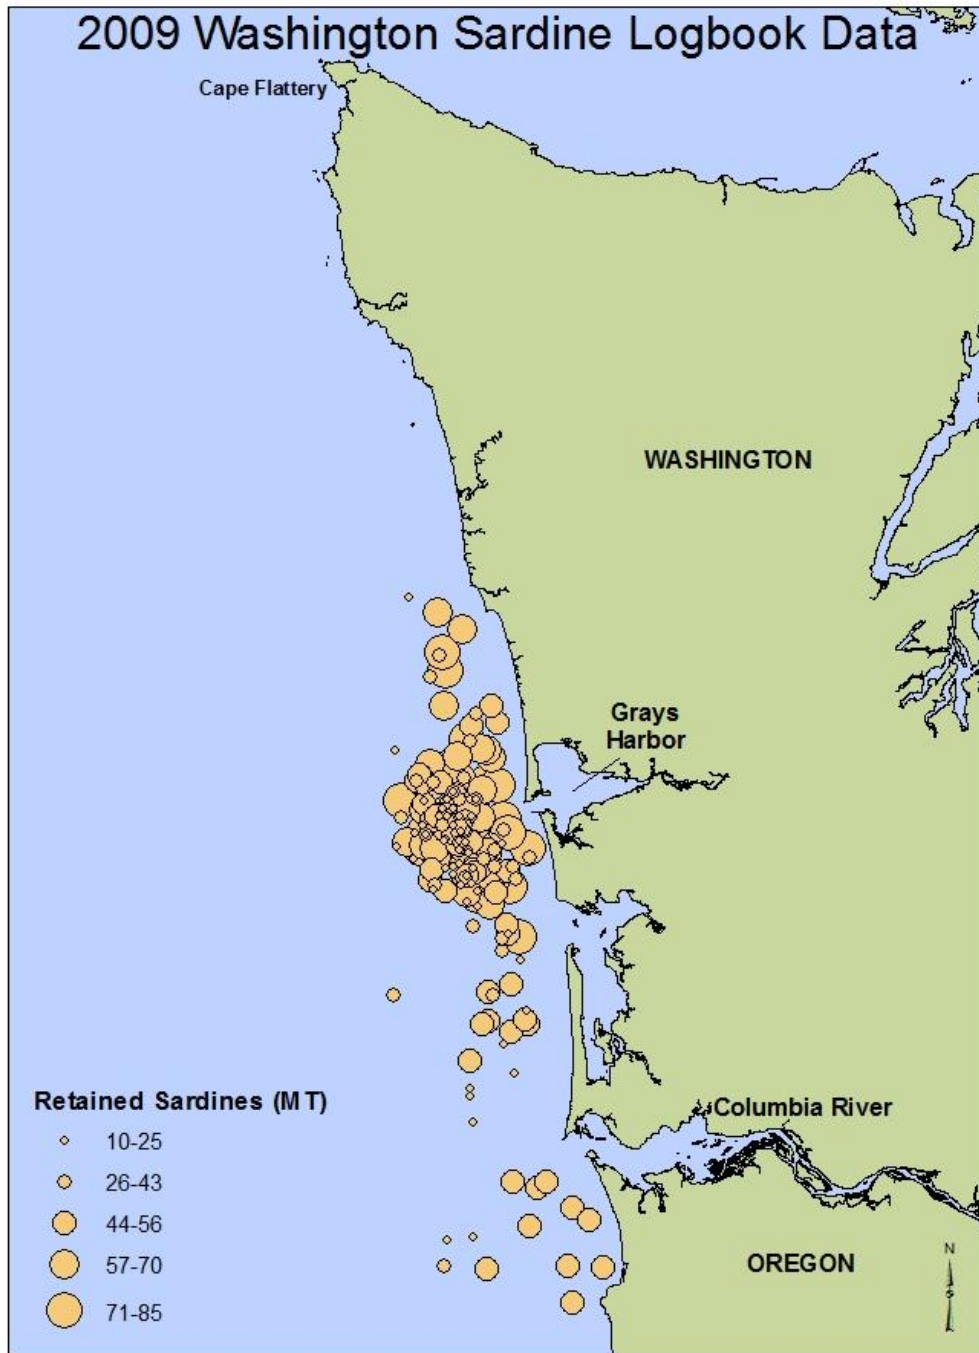 2009 Washington Sardine Logbook Data
Cape Flattery
WASHINGTON
Grays
Harbor
Retained Sardines (MT)
10-25
26-43
44-56
57-70
71-85
Columbia River
OREGON
N
S